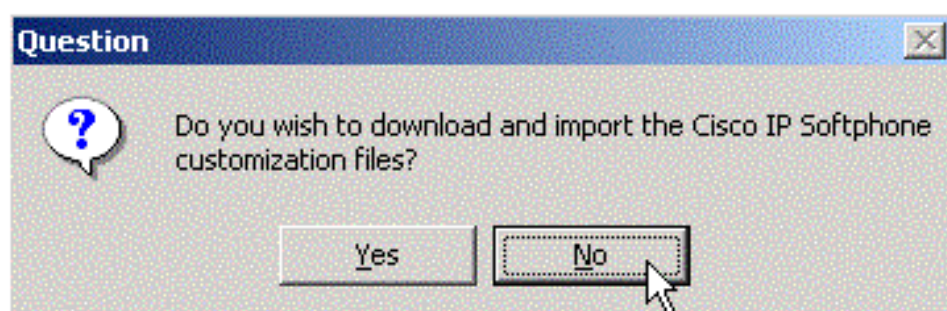 Question
Do you wish to download and import the Cisco IP Softphone
customization files?
Yes
No